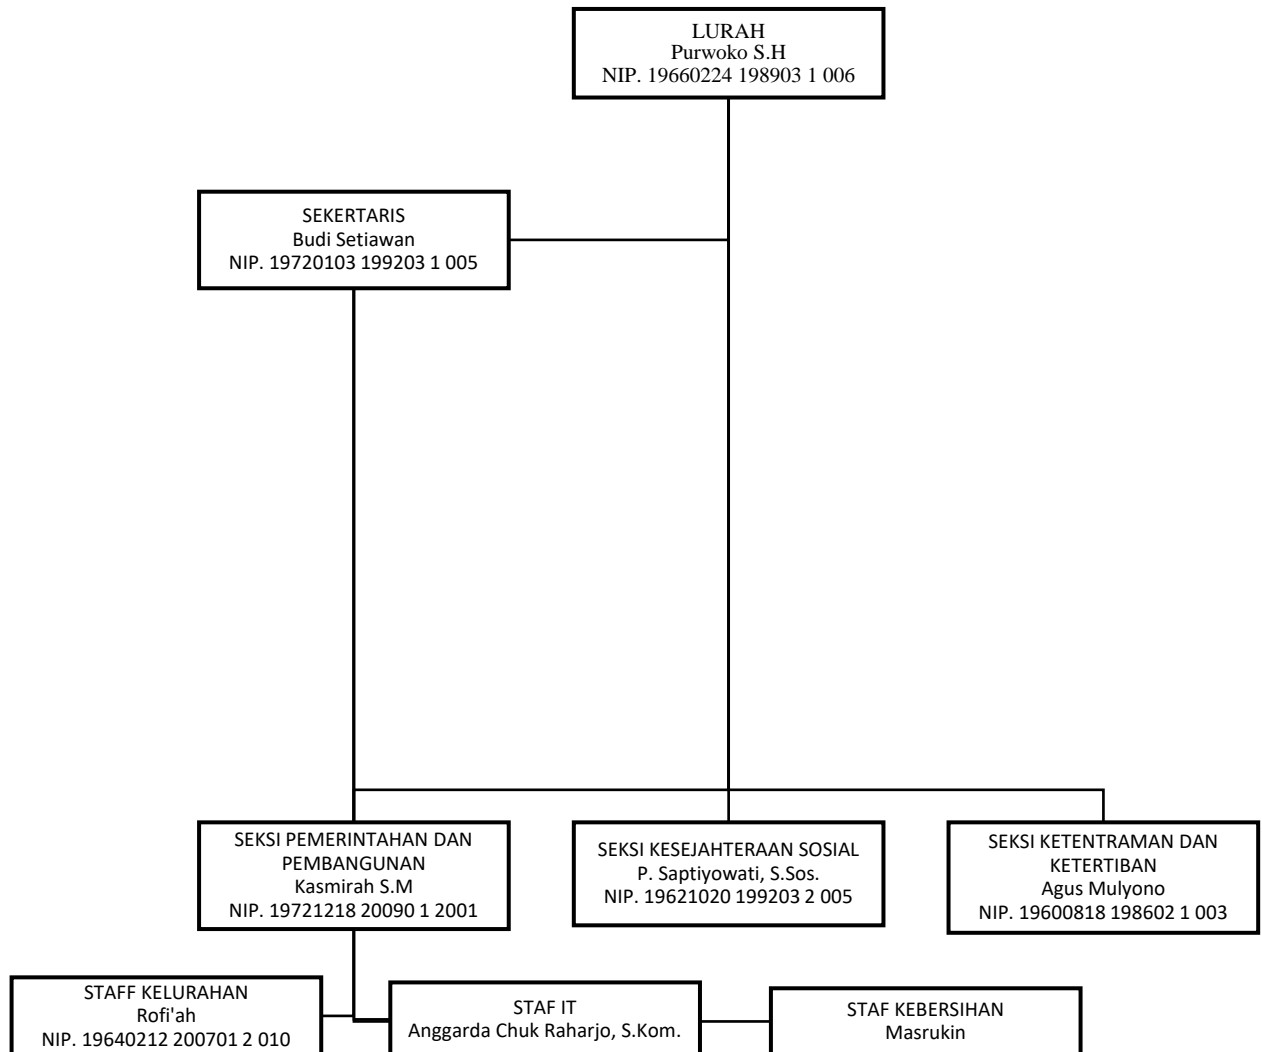 LURAH
Purwoko S.H
NIP. 19660224 198903 1 006
SEKERTARIS
Budi Setiawan
NIP. 19720103 199203 1 005
SEKSI PEMERINTAHAN DAN
PEMBANGUNAN
Kasmirah S.M
NIP. 19721218 20090 1 2001
SEKSI KESEJAHTERAAN SOSIAL
P. Saptiyowati, S.Sos.
NIP. 19621020 199203 2 005
SEKSI KETENTRAMAN DAN
KETERTIBAN
Agus Mulyono
NIP. 19600818 198602 1 003
STAFF KELURAHAN
Rofi'ah
NIP. 19640212 200701 2 010
STAF IT
Anggarda Chuk Raharjo, S.Kom.
STAF KEBERSIHAN
Masrukin